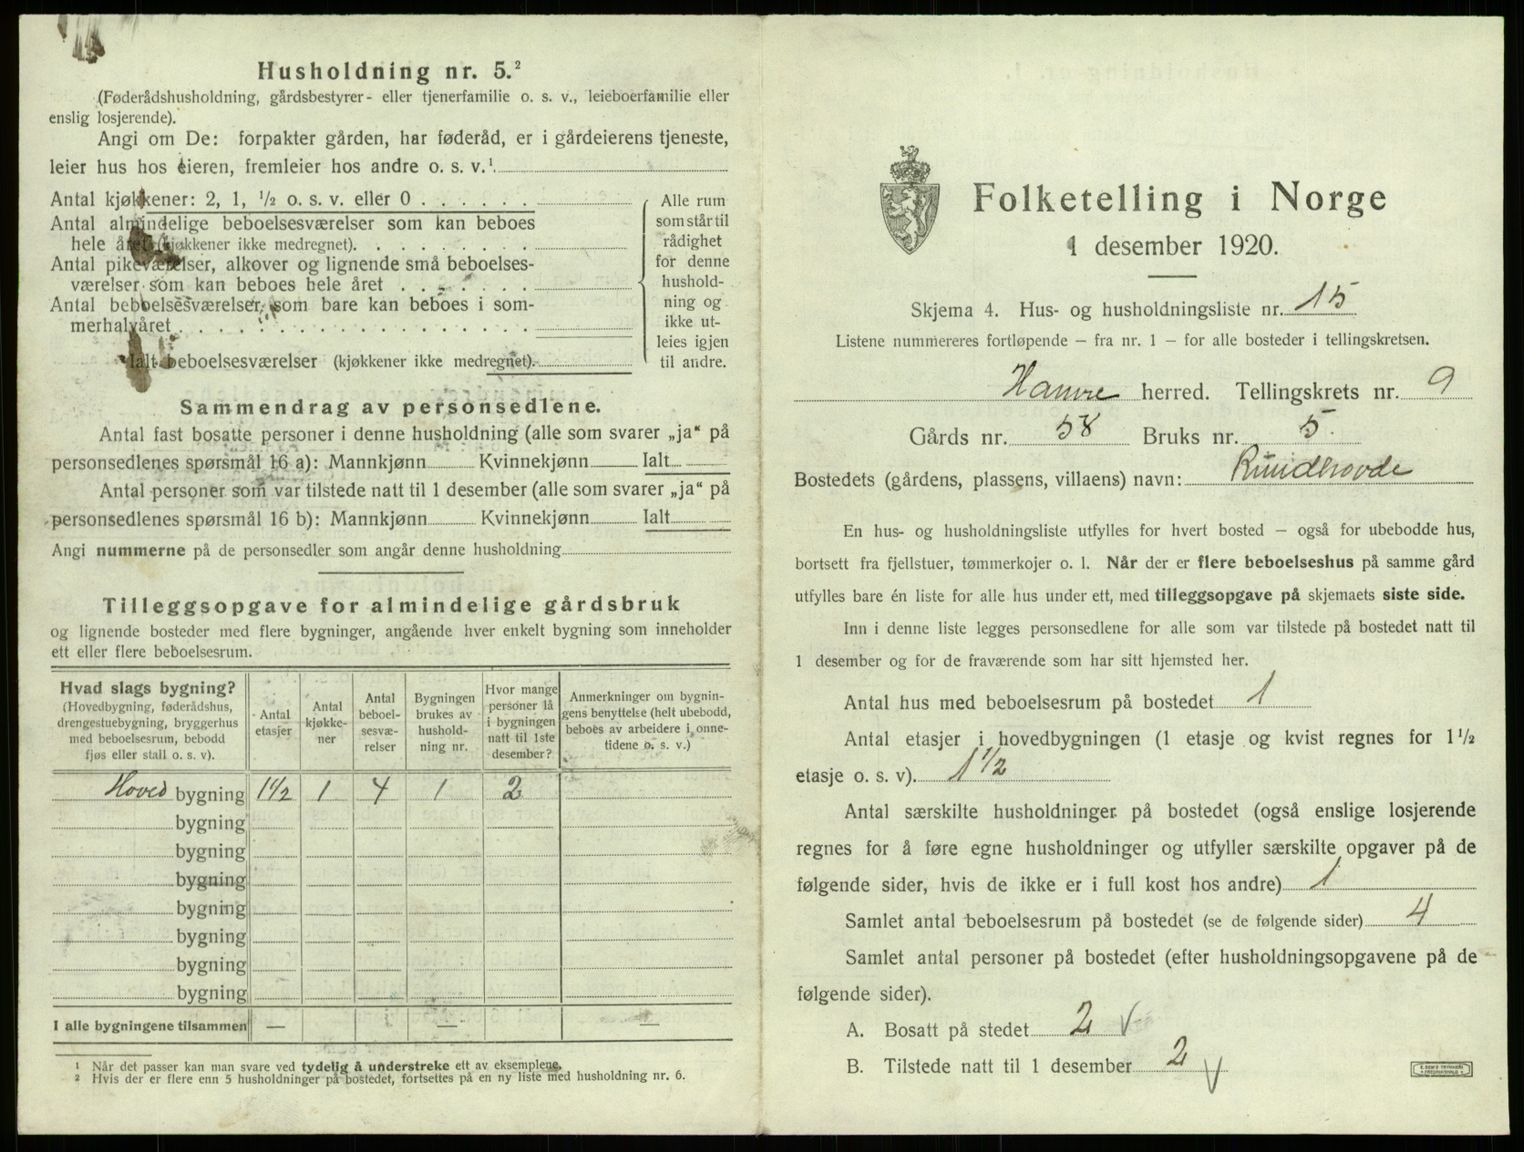 Husholdning nr. 5.²
(Føderådshusholdning, gårdsbestyrer- eller tjenerfamilie o. s. v., leieboerfamilie eller
enslig losjerende).
Angi om De: forpakter gården, har føderåd, er i gårdeierens tjeneste,
leier hus hos eieren, fremleier hos andre o. s. v.¹
Antal kjøkkener: 2, 1, ½ o. s. v. eller 0
Antal almindelige beboelsesværelser som kan beboes
hele året (kjøkkener ikke medregnet).
Antal pikeværelser, alkover og lignende små beboelses-
værelser som kan beboes hele året
Antal beboelsesværelser, som bare kan beboes i som-
merhalvåret
Ialt beboelsesværelser (kjøkkener ikke medregnet).
Alle rum
som står til
rådighet
for denne
hushold-
ning og
ikke ut-
leies igjen
til andre.
Sammendrag av personsedlene.
Antal fast bosatte personer i denne husholdning (alle som svarer „ja“ på
personsedlenes spørsmål 16 a): Mannkjønn Kvinnekjønn Ialt
Antal personer som var tilstede natt til 1 desember (alle som svarer „ja“ på
personsedlenes spørsmål 16 b): Mannkjønn Kvinnekjønn Ialt
Angi nummerne på de personsedler som angår denne husholdning
Tilleggsopgave for almindelige gårdsbruk
og lignende bosteder med flere bygninger, angående hver enkelt bygning som inneholder
ett eller flere beboelsesrum.
Hvad slags bygning?
(Hovedbygning, føderådshus,
drengestuebygning, bryggerhus
med beboelsesrum, bebodd
fjøs eller stall o. s. v).
Antal
etasjer
Antal
kjøkke-
ner
Antal
beboel-
sesvæ-
relser
Bygningen
brukes av
hushold-
ning nr.
Hvor mange
personer lå
i bygningen
natt til 1ste
desember?
Anmerkninger om bygnin-
gens benyttelse (helt ubebodd,
beboes av arbeidere i onne-
tidene o. s. v.)
Hoved bygning 1½ 1 4 1 2
bygning
bygning
bygning
bygning
bygning
bygning
bygning
I alle bygningene tilsammen — — —
¹ Når det passer kan man svare ved tydelig å understreke ett av eksemplene.
² Hvis der er flere enn 5 husholdninger på bostedet, fortsettes på en ny liste med husholdning nr. 6.
Folketelling i Norge
1 desember 1920.
Skjema 4. Hus- og husholdningsliste nr. 15
Listene nummereres fortløpende — fra nr. 1 — for alle bosteder i tellingskretsen.
Hamre herred. Tellingskrets nr. 9
Gårds nr. 58 Bruks nr. 5.
Bostedets (gårdens, plassens, villaens) navn: Rundhovde
En hus- og husholdningsliste utfylles for hvert bosted — også for ubebodde hus,
bortsett fra fjellstuer, tømmerkojer o. l. Når der er flere beboelseshus på samme gård
utfylles bare én liste for alle hus under ett, med tilleggsopgave på skjemaets siste side.
Inn i denne liste legges personsedlene for alle som var tilstede på bostedet natt til
1 desember og for de fraværende som har sitt hjemsted her.
Antal hus med beboelsesrum på bostedet 1
Antal etasjer i hovedbygningen (1 etasje og kvist regnes for 1½
etasje o. s. v). 1½
Antal særskilte husholdninger på bostedet (også enslige losjerende
regnes for å føre egne husholdninger og utfyller særskilte opgaver på de
følgende sider, hvis de ikke er i full kost hos andre) 1
Samlet antal beboelsesrum på bostedet (se de følgende sider) 4
Samlet antal personer på bostedet (efter husholdningsopgavene på de
følgende sider).
A. Bosatt på stedet 2 √
B. Tilstede natt til 1 desember 2 √